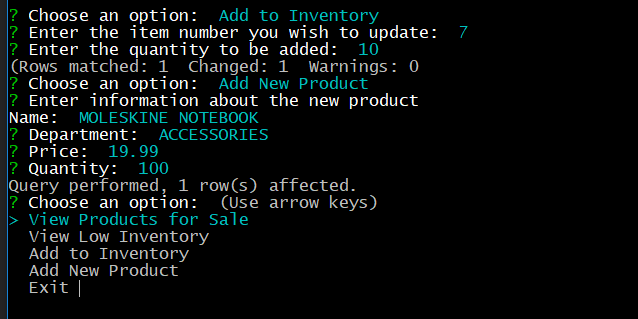 ? Choose an option:  Add to Inventory
? Enter the item number you wish to update:  7
? Enter the quantity to be added:  10
(Rows matched: 1  Changed: 1  Warnings: 0
? Choose an option:  Add New Product
? Enter information about the new product
Name:  MOLESKINE NOTEBOOK
? Department:  ACCESSORIES
? Price:  19.99
? Quantity:  100
Query performed, 1 row(s) affected.
? Choose an option:  (Use arrow keys)
> View Products for Sale
  View Low Inventory
  Add to Inventory
  Add New Product
  Exit